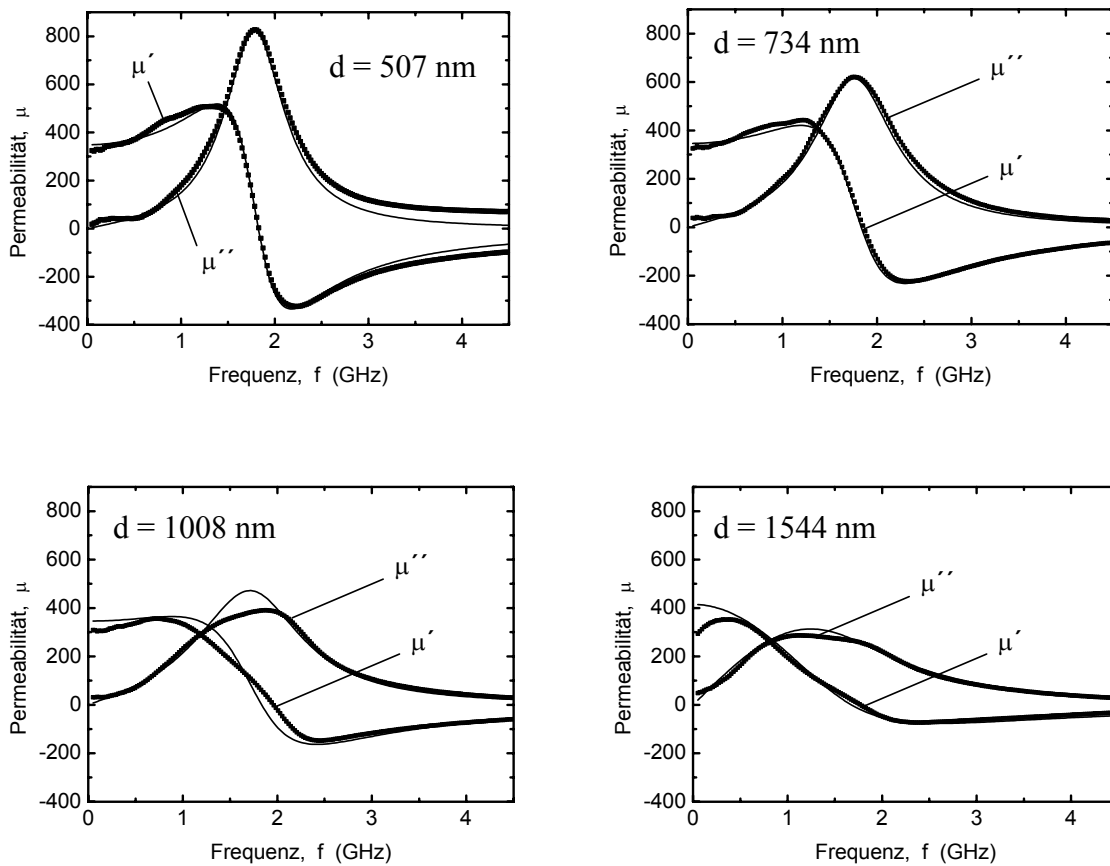 800
600
400
200
0
-200
-400
Permeabilität, μ
μ´
d = 507 nm
μ´´
0 1 2 3 4
Frequenz, f (GHz)
800
600
400
200
0
-200
-400
Permeabilität, μ
d = 734 nm
μ´´
μ´
0 1 2 3 4
Frequenz, f (GHz)
800
600
400
200
0
-200
-400
Permeabilität, μ
d = 1008 nm
μ´´
μ´
0 1 2 3 4
Frequenz, f (GHz)
800
600
400
200
0
-200
-400
Permeabilität, μ
d = 1544 nm
μ´´
μ´
0 1 2 3 4
Frequenz, f (GHz)